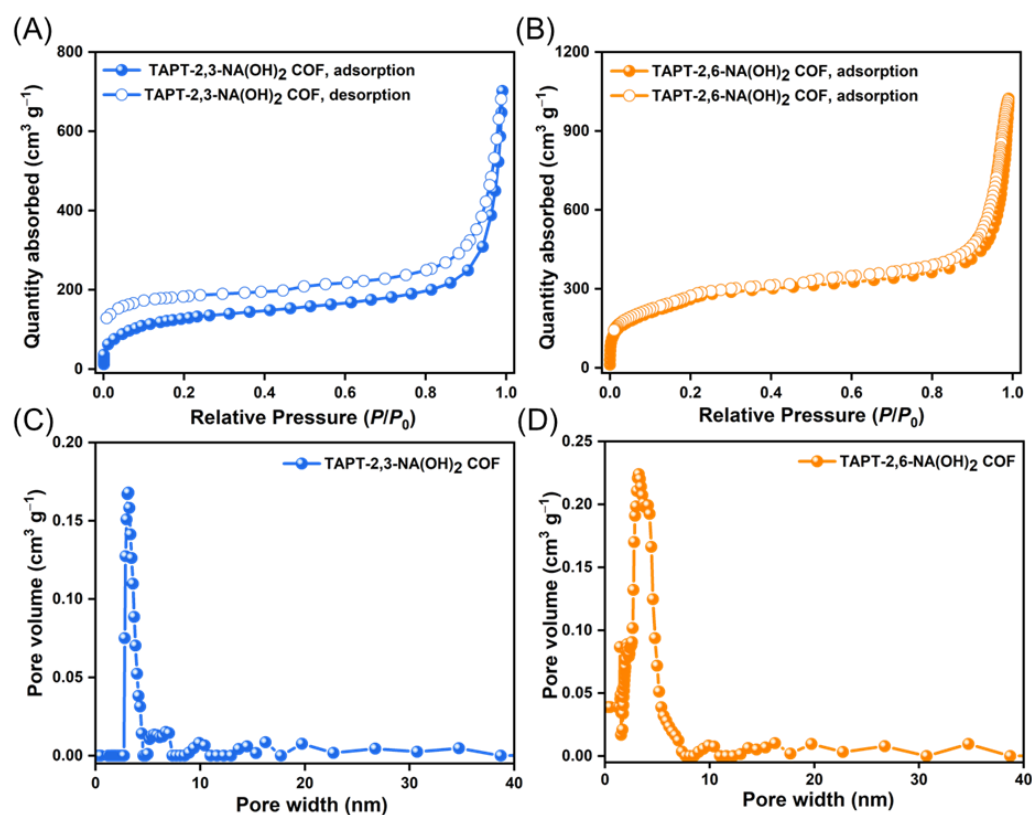 (A)
800
600
400
200
0
Quantity absorbed (cm³ g⁻¹)
TAPT-2,3-NA(OH)₂ COF, adsorption
TAPT-2,3-NA(OH)₂ COF, desorption
0.0 0.2 0.4 0.6 0.8 1.0
Relative Pressure (P/P₀)
(B)
1200
900
600
300
0
Quantity absorbed (cm³ g⁻¹)
TAPT-2,6-NA(OH)₂ COF, adsorption
TAPT-2,6-NA(OH)₂ COF, adsorption
0.0 0.2 0.4 0.6 0.8 1.0
Relative Pressure (P/P₀)
(C)
0.20
0.15
0.10
0.05
0.00
Pore volume (cm³ g⁻¹)
TAPT-2,3-NA(OH)₂ COF
0 10 20 30 40
Pore width (nm)
(D)
0.25
0.20
0.15
0.10
0.05
0.00
Pore volume (cm³ g⁻¹)
TAPT-2,6-NA(OH)₂ COF
0 10 20 30 40
Pore width (nm)